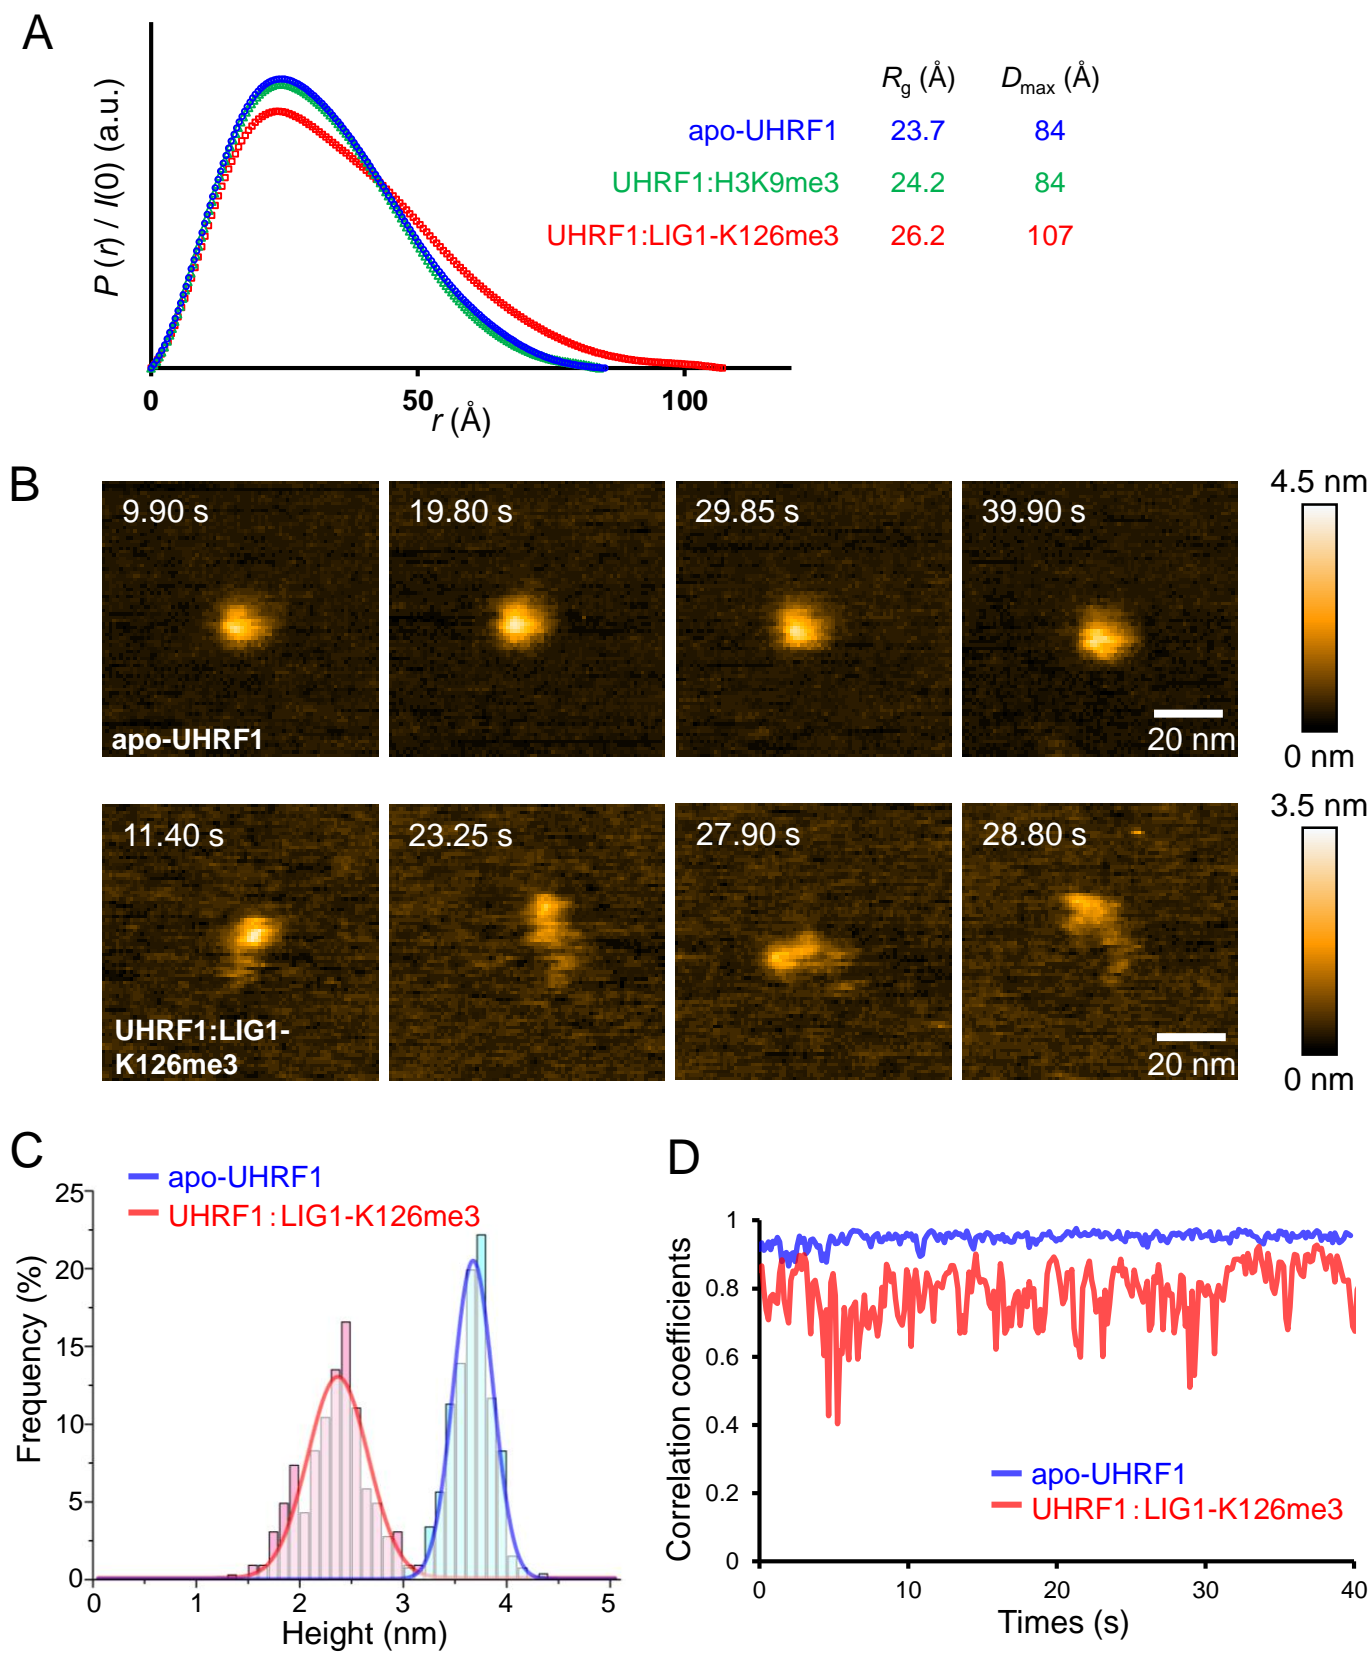 A
P (r) / I(0) (a.u.)
Rg (Å) Dmax (Å)
apo-UHRF1 23.7 84
UHRF1:H3K9me3 24.2 84
UHRF1:LIG1-K126me3 26.2 107
0 50 100
r (Å)
B
9.90 s 19.80 s 29.85 s 39.90 s
apo-UHRF1
20 nm
4.5 nm
0 nm
11.40 s 23.25 s 27.90 s 28.80 s
UHRF1:LIG1-
K126me3
20 nm
3.5 nm
0 nm
C
apo-UHRF1
UHRF1:LIG1-K126me3
Frequency (%)
25
20
15
10
5
0
0 1 2 3 4 5
Height (nm)
D
Correlation coefficients
1
0.8
0.6
0.4
0.2
0
apo-UHRF1
UHRF1:LIG1-K126me3
0 10 20 30 40
Times (s)